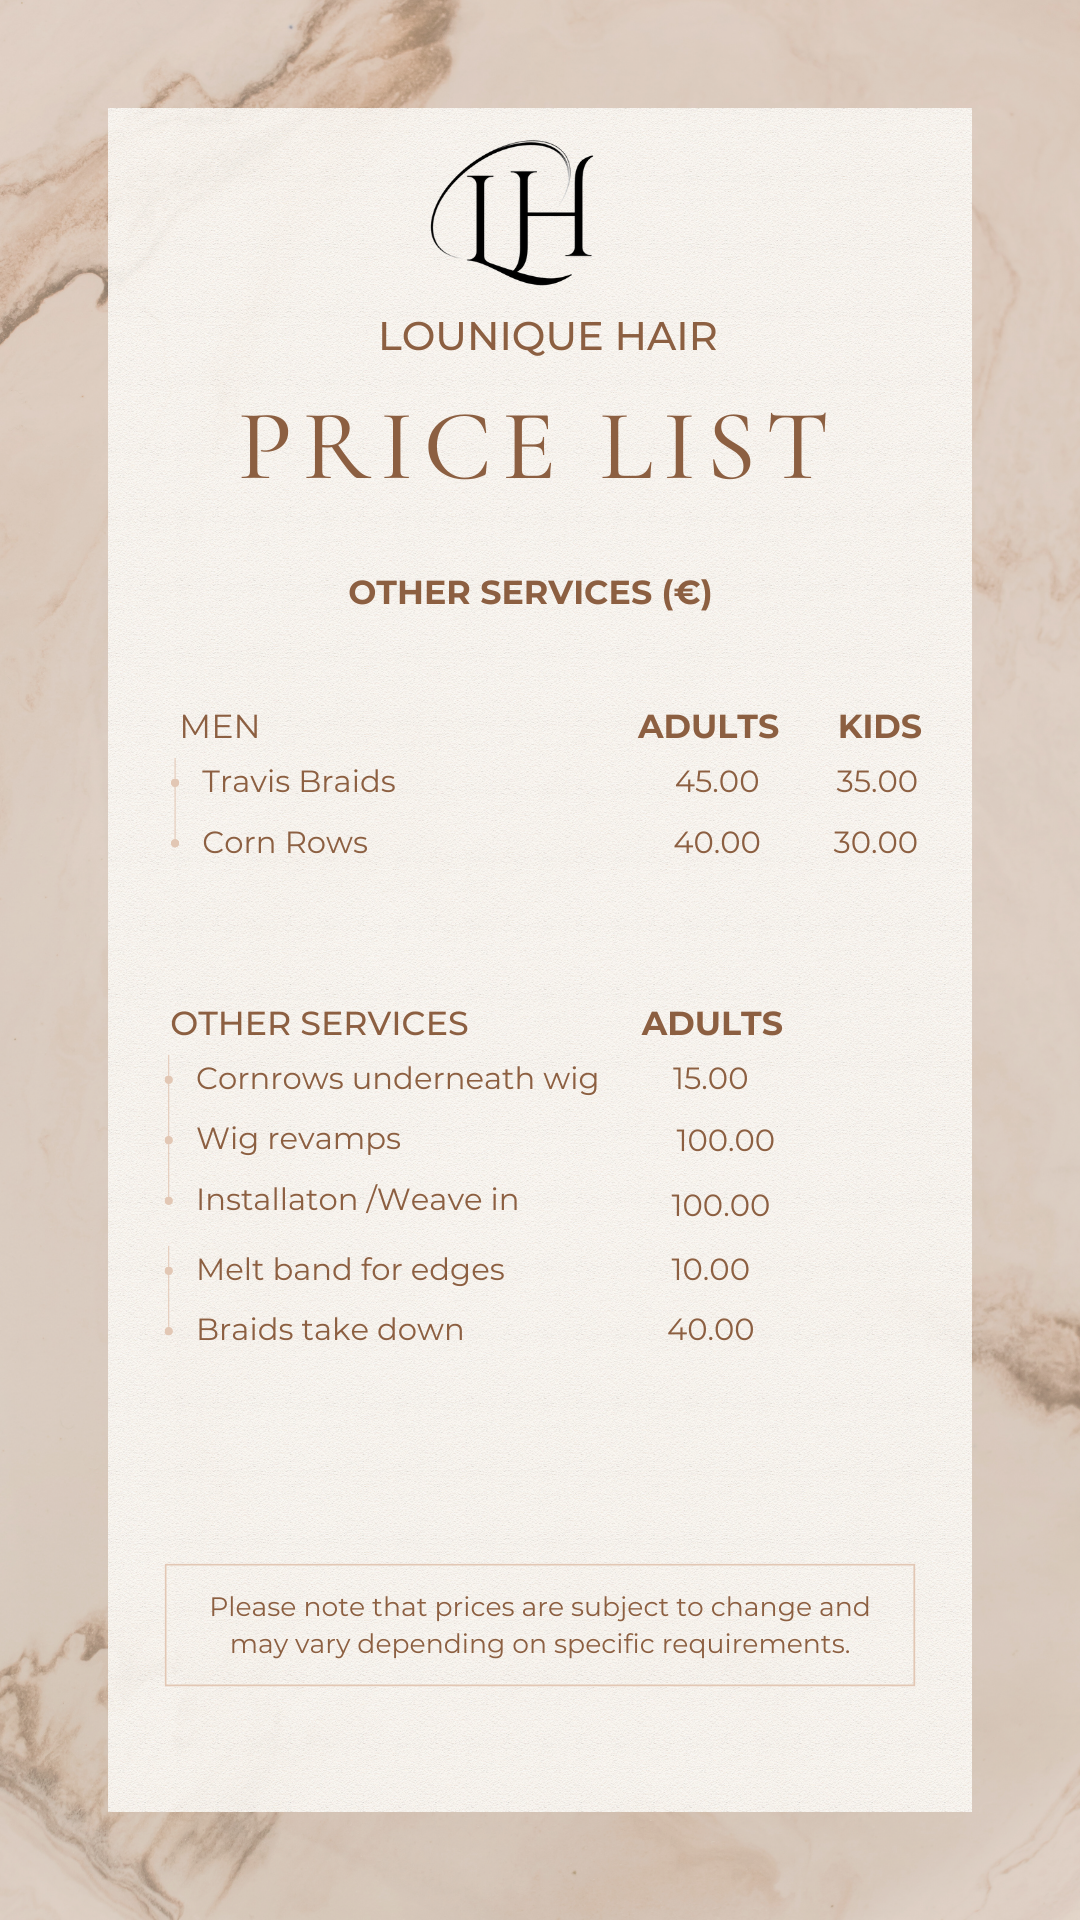 LH
LOUNIQUE HAIR
PRICE LIST
OTHER SERVICES (€)
MEN ADULTS KIDS
Travis Braids 45.00 35.00
Corn Rows 40.00 30.00
OTHER SERVICES ADULTS
Cornrows underneath wig 15.00
Wig revamps 100.00
Installaton /Weave in 100.00
Melt band for edges 10.00
Braids take down 40.00
Please note that prices are subject to change and
may vary depending on specific requirements.